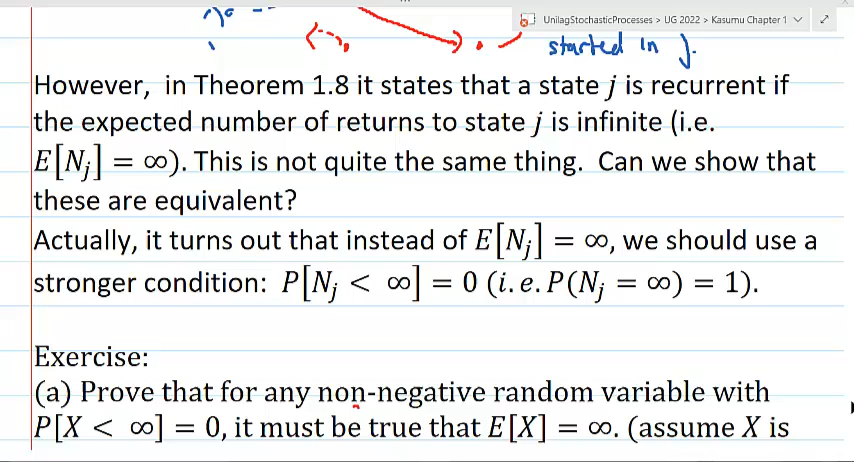 UnilagStochasticProcesses > UG 2022 > Kasumu Chapter 1
started in j.
However, in Theorem 1.8 it states that a state j is recurrent if
the expected number of returns to state j is infinite (i.e.
E[Nⱼ] = ∞). This is not quite the same thing. Can we show that
these are equivalent?
Actually, it turns out that instead of E[Nⱼ] = ∞, we should use a
stronger condition: P[Nⱼ < ∞] = 0 (i.e. P(Nⱼ = ∞) = 1).
Exercise:
(a) Prove that for any non-negative random variable with
P[X < ∞] = 0, it must be true that E[X] = ∞. (assume X is